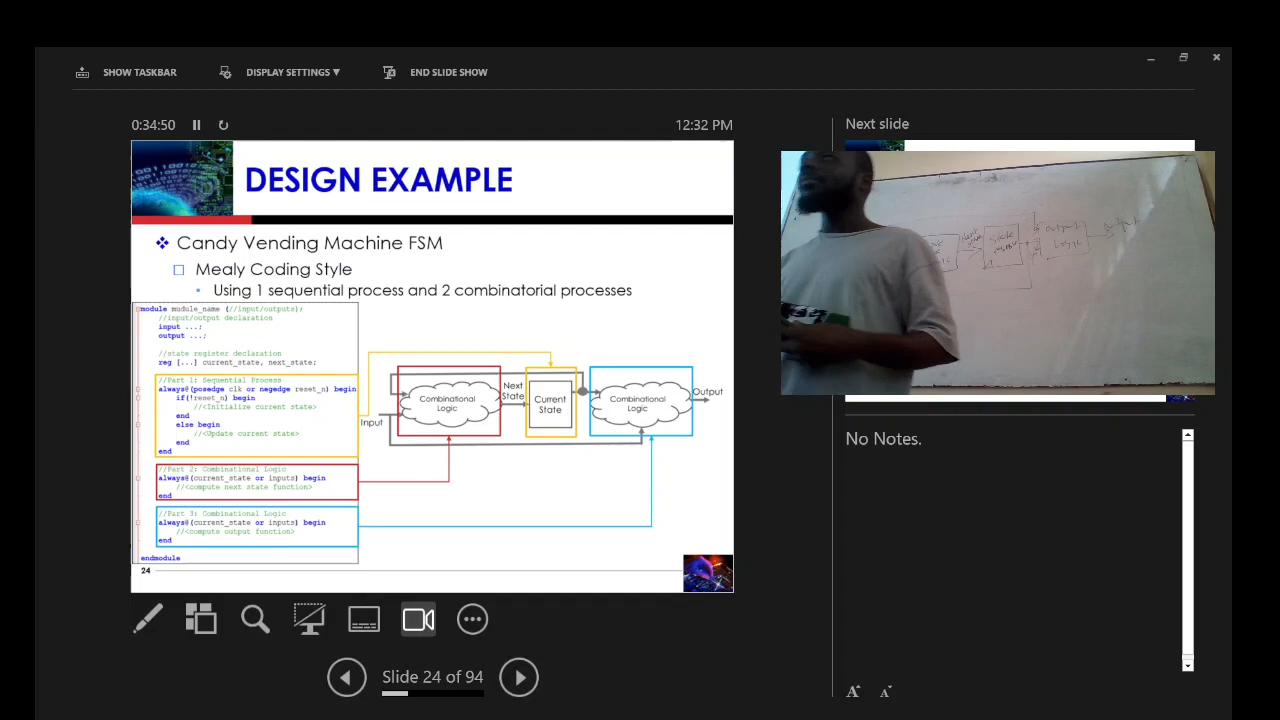 SHOW TASKBAR
DISPLAY SETTINGS ▼
END SLIDE SHOW
0:34:50
12:32 PM
DESIGN EXAMPLE
❖ Candy Vending Machine FSM
□ Mealy Coding Style
• Using 1 sequential process and 2 combinatorial processes
module mudule_name (//input/outputs);
//input/output declaration
input ...;
output ...;
//state register declaration
reg [...] current_state, next_state;
//Part 1: Sequential Process
always@(posedge clk or negedge reset_n) begin
if(!reset_n) begin
//<Initialize current state>
end
else begin
//<Update current state>
end
end
//Part 2: Combinational Logic
always@(current_state or inputs) begin
//<compute next state function>
end
//Part 3: Combinational Logic
always@(current_state or inputs) begin
//<compute output function>
end
endmodule
Input
Combinational
Logic
Next
State
Current
State
Combinational
Logic
Output
24
Slide 24 of 94
Next slide
output
Logic
No Notes.
A
A